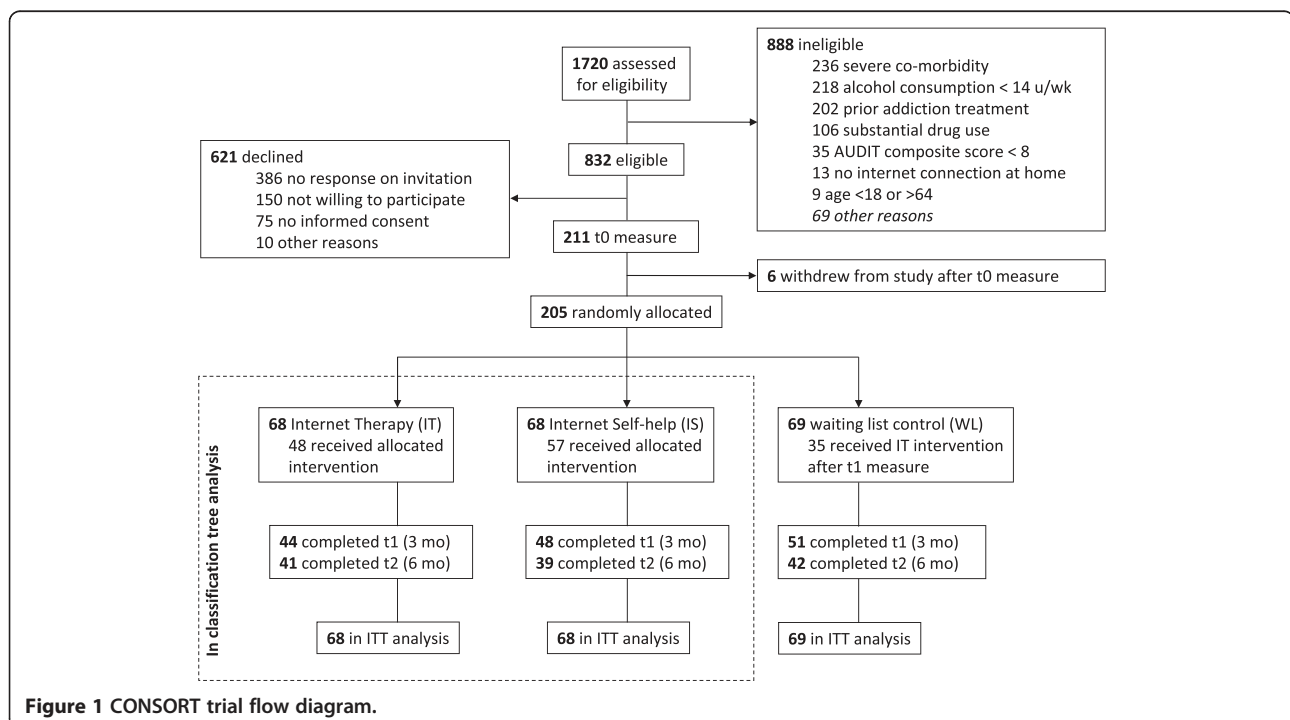 1720 assessed
for eligibility
888 ineligible
236 severe co-morbidity
218 alcohol consumption < 14 u/wk
202 prior addiction treatment
106 substantial drug use
35 AUDIT composite score < 8
13 no internet connection at home
9 age <18 or >64
69 other reasons
832 eligible
621 declined
386 no response on invitation
150 not willing to participate
75 no informed consent
10 other reasons
211 t0 measure
6 withdrew from study after t0 measure
205 randomly allocated
In classification tree analysis
68 Internet Therapy (IT)
48 received allocated
intervention
68 Internet Self-help (IS)
57 received allocated
intervention
69 waiting list control (WL)
35 received IT intervention
after t1 measure
44 completed t1 (3 mo)
41 completed t2 (6 mo)
48 completed t1 (3 mo)
39 completed t2 (6 mo)
51 completed t1 (3 mo)
42 completed t2 (6 mo)
68 in ITT analysis
68 in ITT analysis
69 in ITT analysis
Figure 1 CONSORT trial flow diagram.